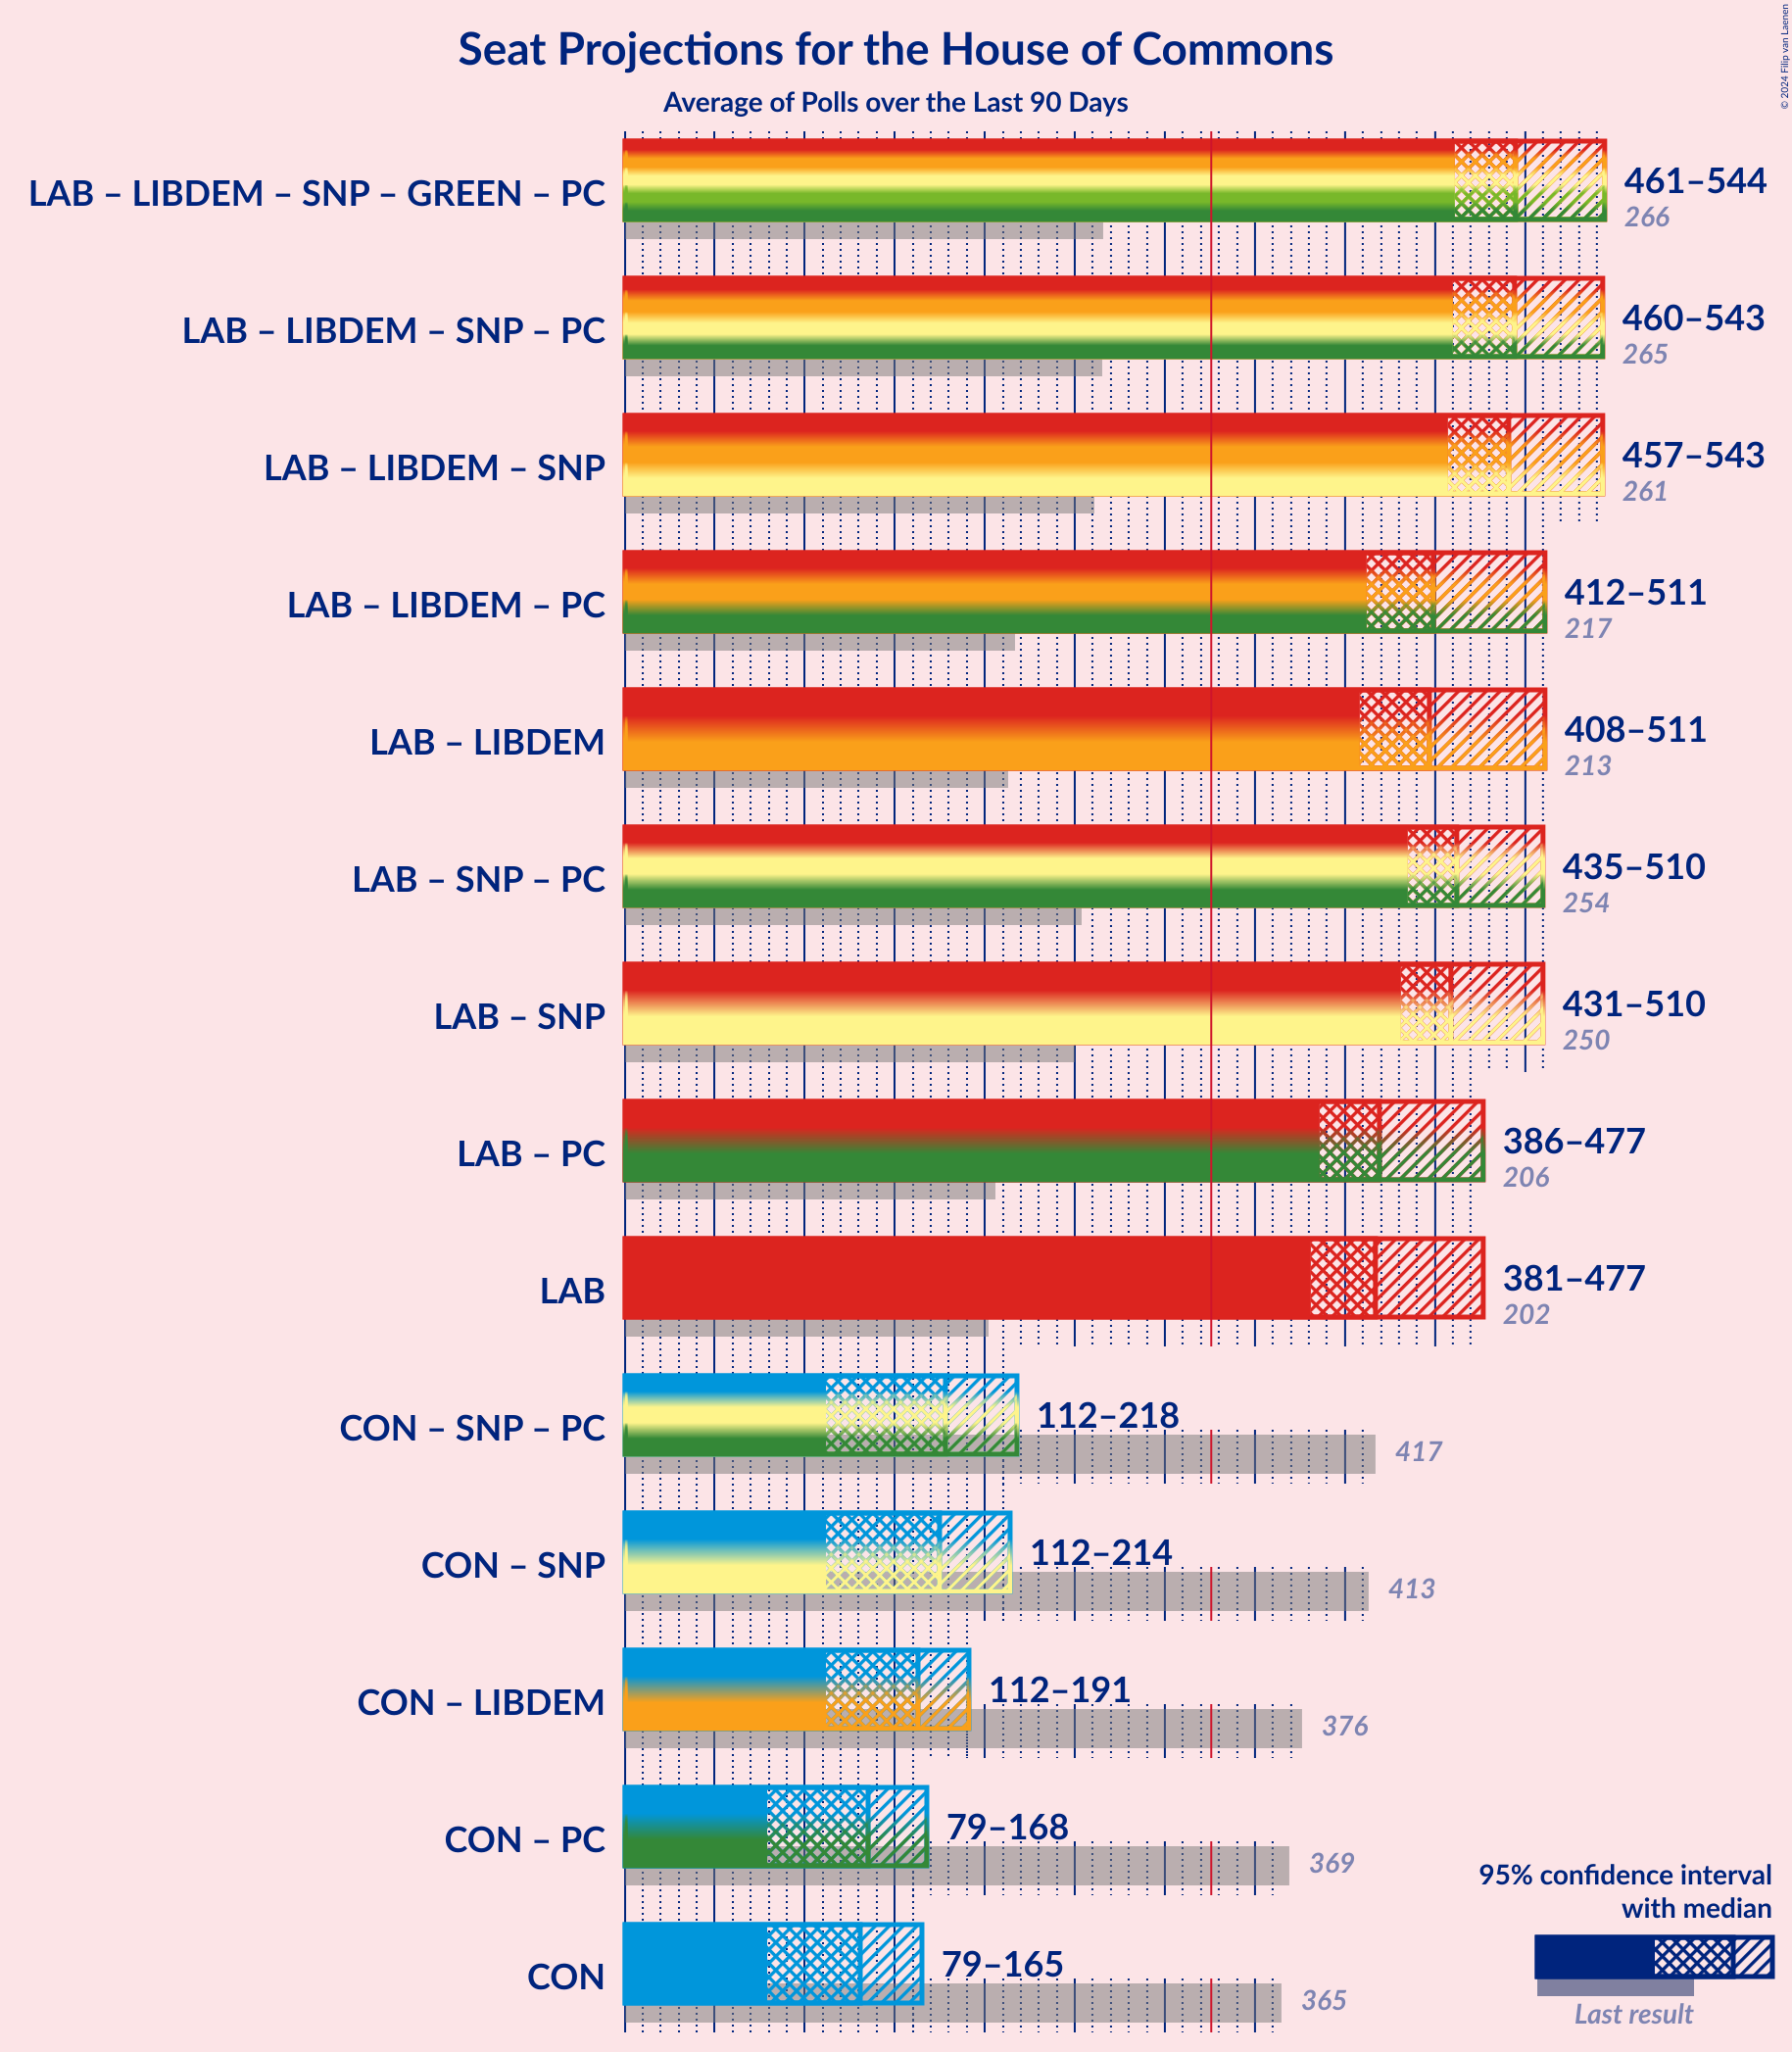 Seat Projections for the House of Commons
Average of Polls over the Last 90 Days
© 2024 Filip van Laenen
LAB – LIBDEM – SNP – GREEN – PC
461–544
266
LAB – LIBDEM – SNP – PC
460–543
265
LAB – LIBDEM – SNP
457–543
261
LAB – LIBDEM – PC
412–511
217
LAB – LIBDEM
408–511
213
LAB – SNP – PC
435–510
254
LAB – SNP
431–510
250
LAB – PC
386–477
206
LAB
381–477
202
CON – SNP – PC
112–218
417
CON – SNP
112–214
413
CON – LIBDEM
112–191
376
CON – PC
79–168
369
CON
79–165
365
95% confidence interval
with median
Last result